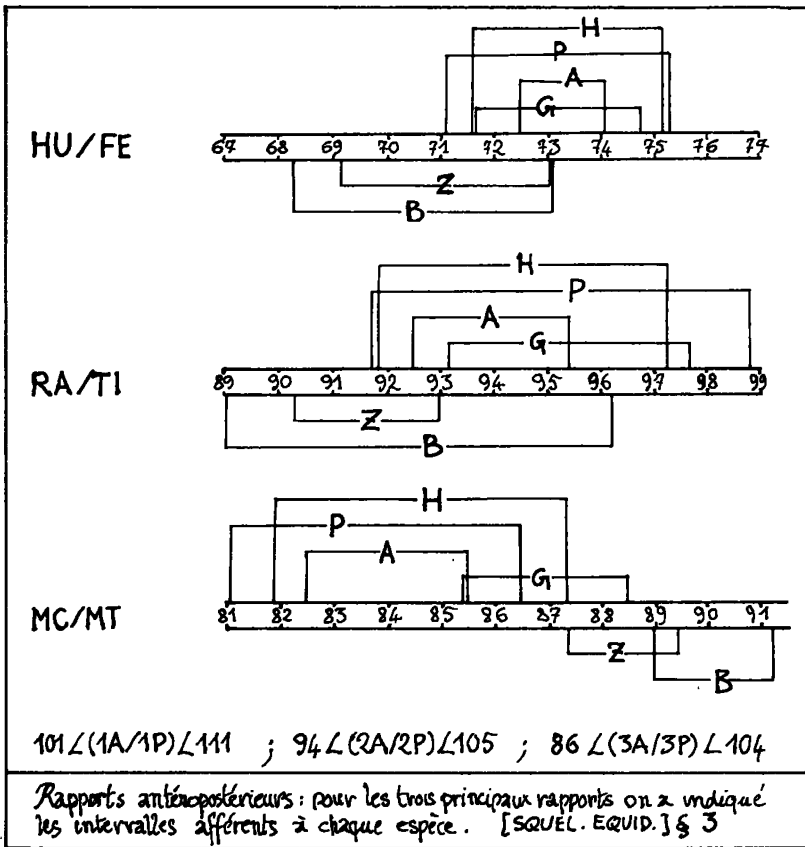 H
P
A
G
HU/FE
67 68 69 70 71 72 73 74 75 76 77
Z
B
H
P
A
G
RA/TI
89 90 91 92 93 94 95 96 97 98 99
Z
B
H
P
A
G
MC/MT
81 82 83 84 85 86 87 88 89 90 91
Z
B
101∠(1A/1P)∠111 ; 94∠(2A/2P)∠105 ; 86∠(3A/3P)∠104
Rapports antéropostérieurs : pour les trois principaux rapports on a indiqué
les intervalles afférents à chaque espèce. [SQUEL. EQUID.] § 3